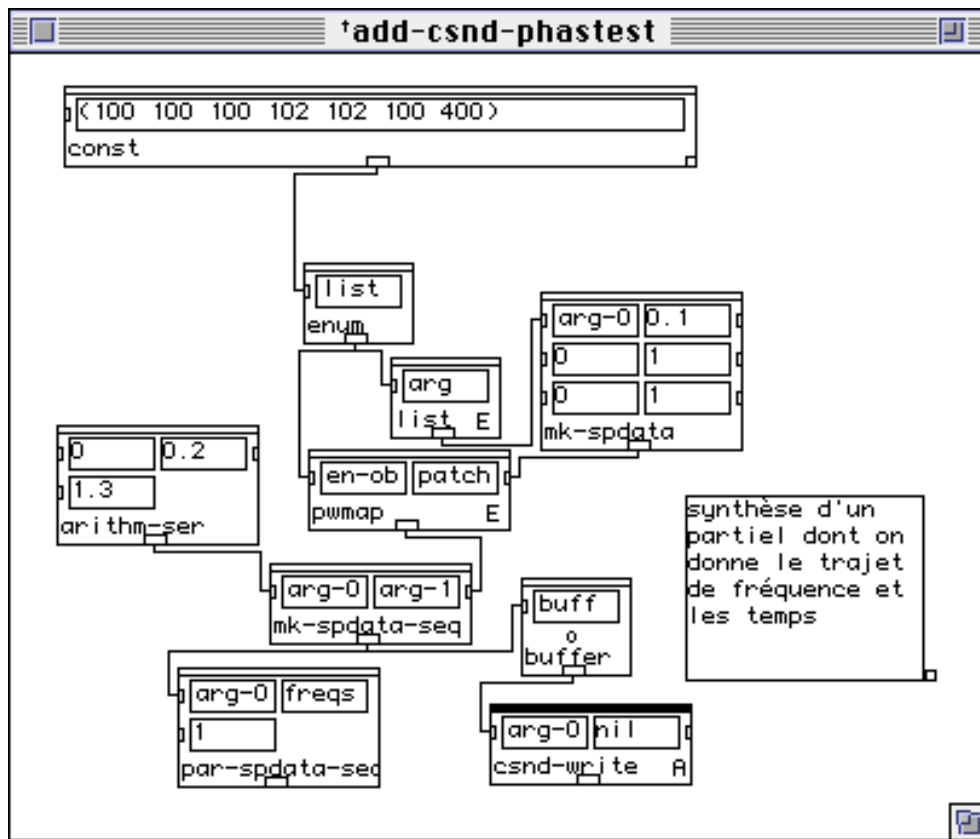 †add-csnd-phastest
(100 100 100 102 102 100 400)
const
list
enum
arg-0 0.1
0 1
0 1
mk-spdata
arg
list E
0 0.2
1.3
arithm-ser
en-ob patch
pwmap E
synthèse d'un
partiel dont on
donne le trajet
de fréquence et
les temps
arg-0 arg-1
mk-spdata-seq
buff
o
buffer
arg-0 freqs
1
par-spdata-seq
arg-0 nil
csnd-write A